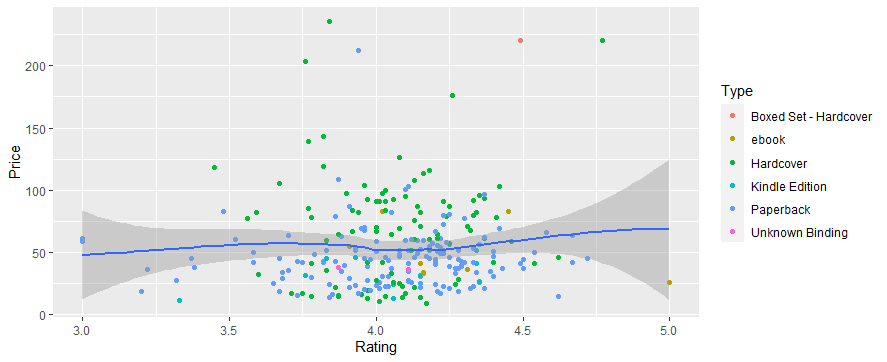 Price
200
150
100
50
0
3.0 3.5 4.0 4.5 5.0
Rating
Type
Boxed Set - Hardcover
ebook
Hardcover
Kindle Edition
Paperback
Unknown Binding